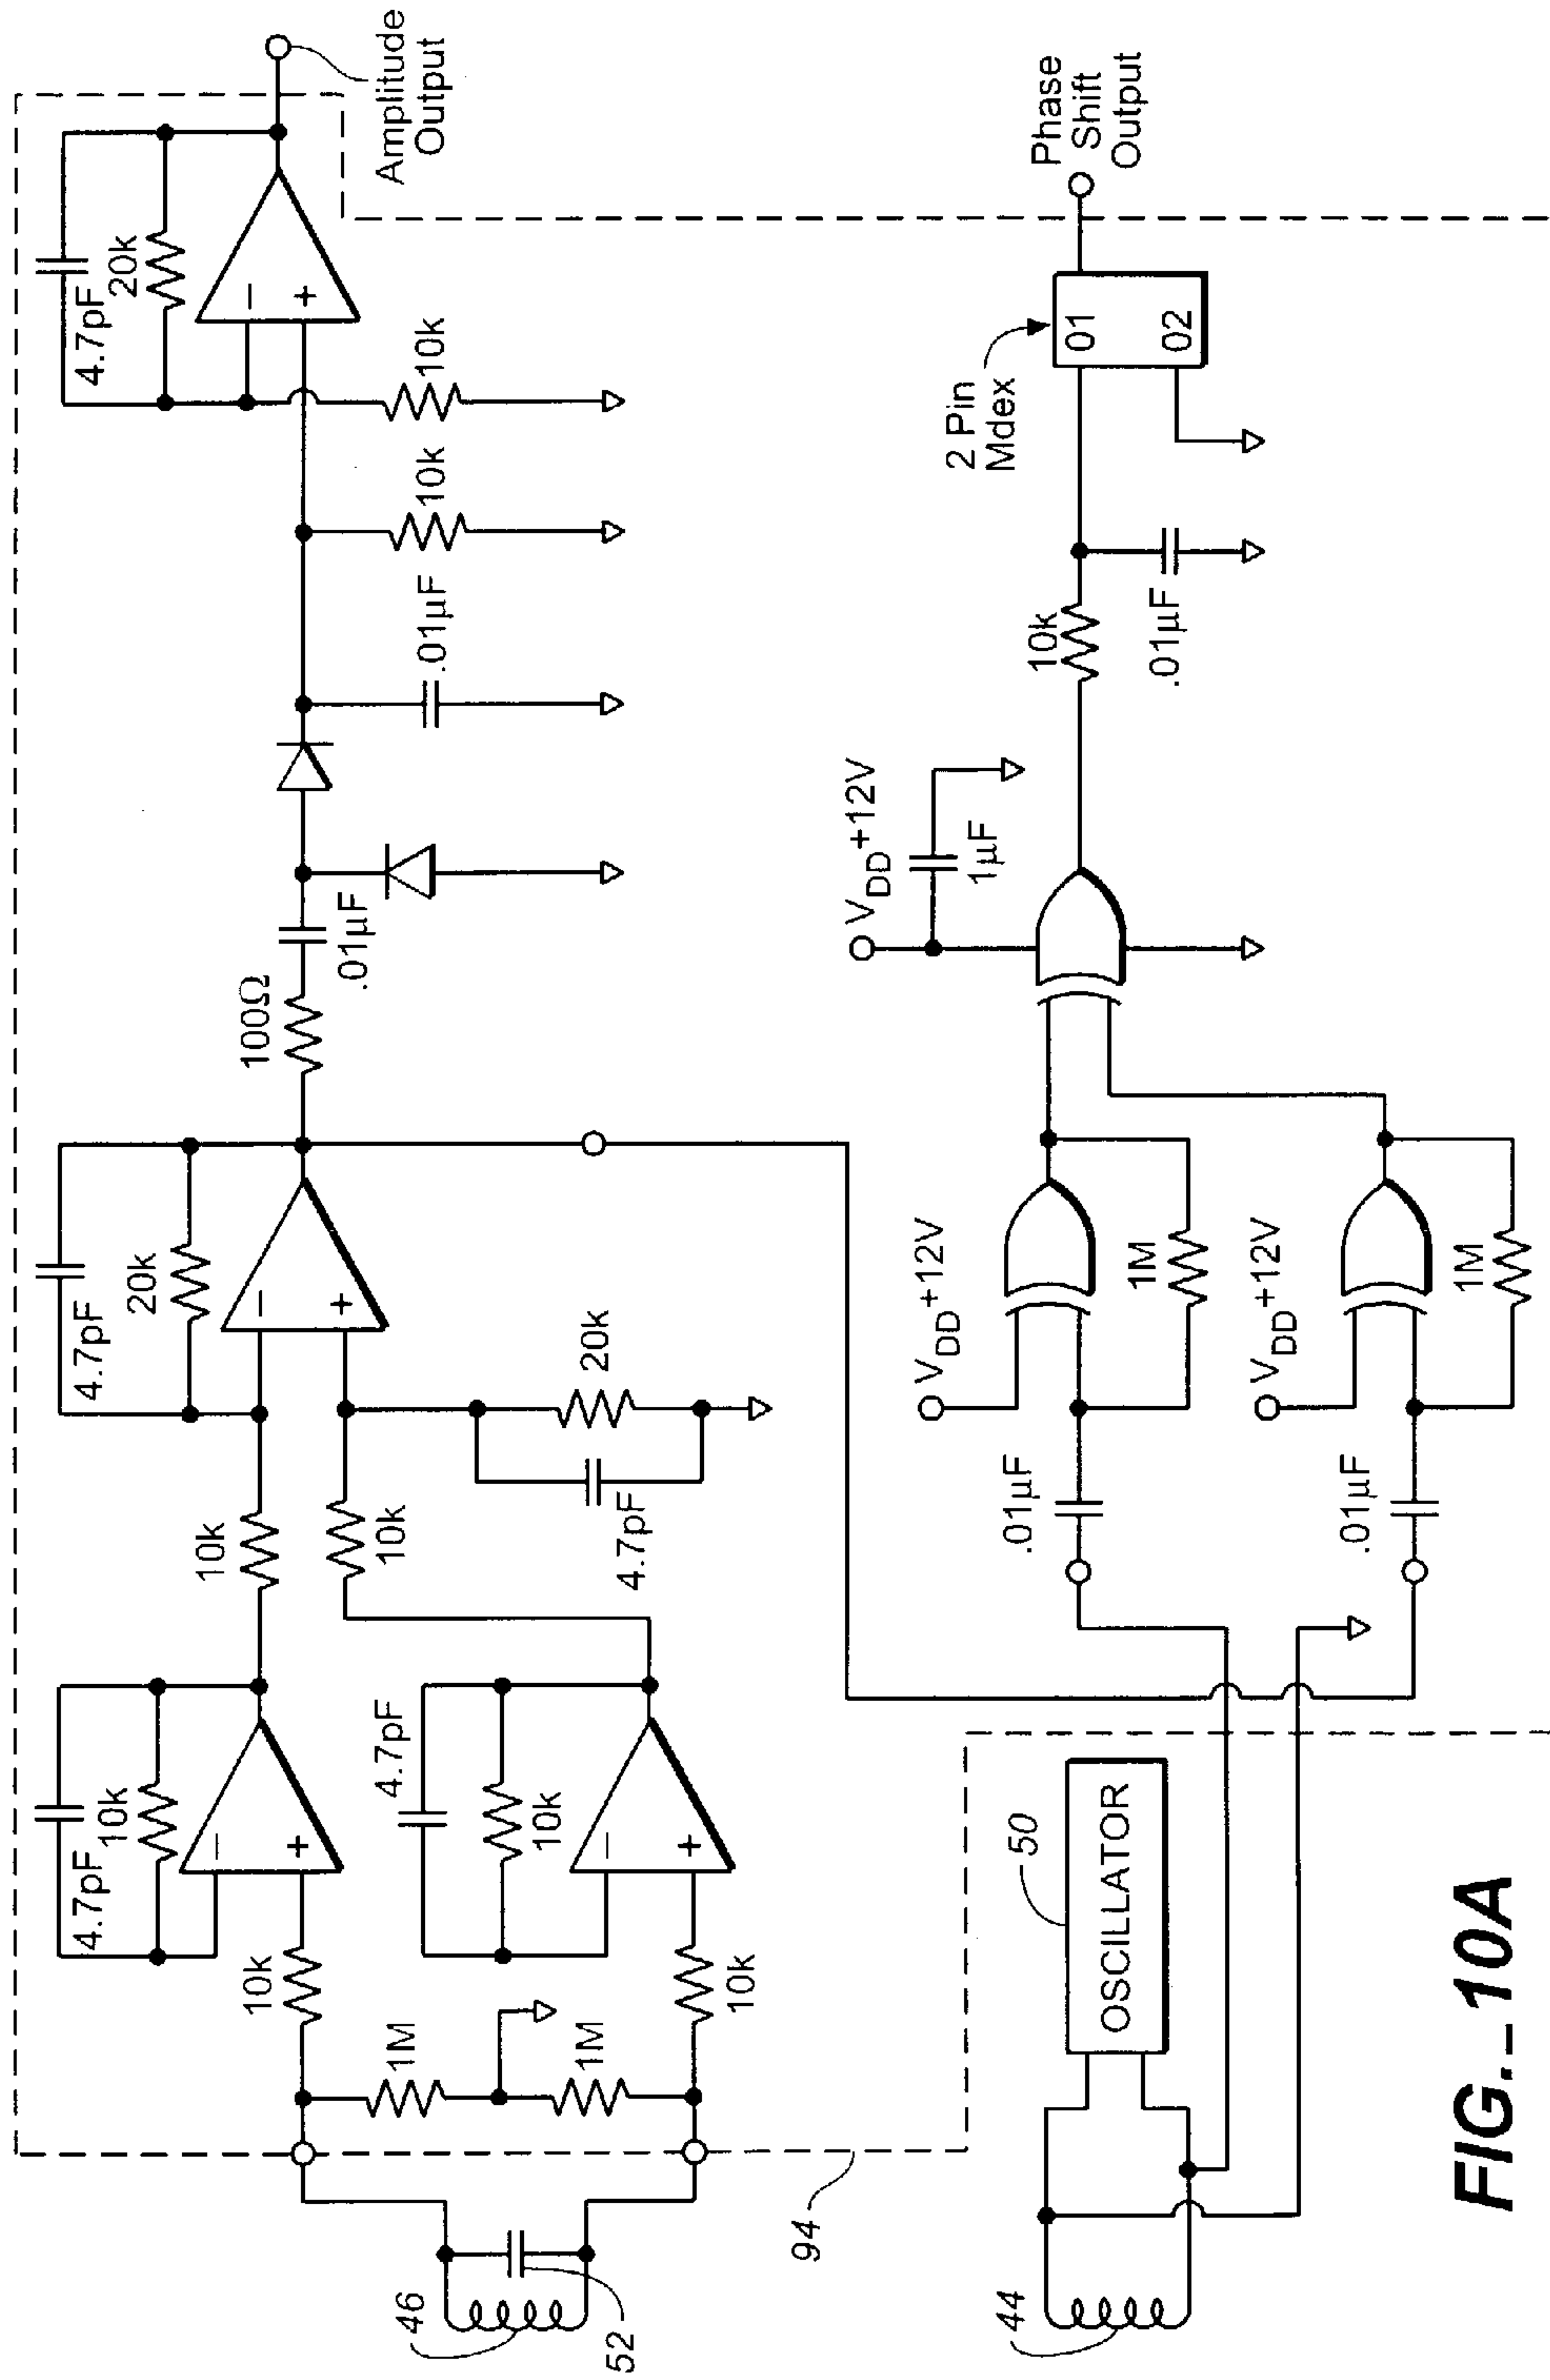 4.7pF
10k
10k
1M
1M
10k
4.7pF
10k
46
52
94
10k
10k
4.7pF
20k
4.7pF
20k
−
+
−
+
−
+
100Ω
.01µF
.01µF
10k
10k
4.7pF
20k
−
+
Amplitude
Output
44
50
OSCILLATOR
.01µF
VDD+12V
1M
.01µF
VDD+12V
1M
VDD+12V
1µF
10k
.01µF
2 Pin
Mdex
01
02
Phase
Shift
Output
FIG._10A